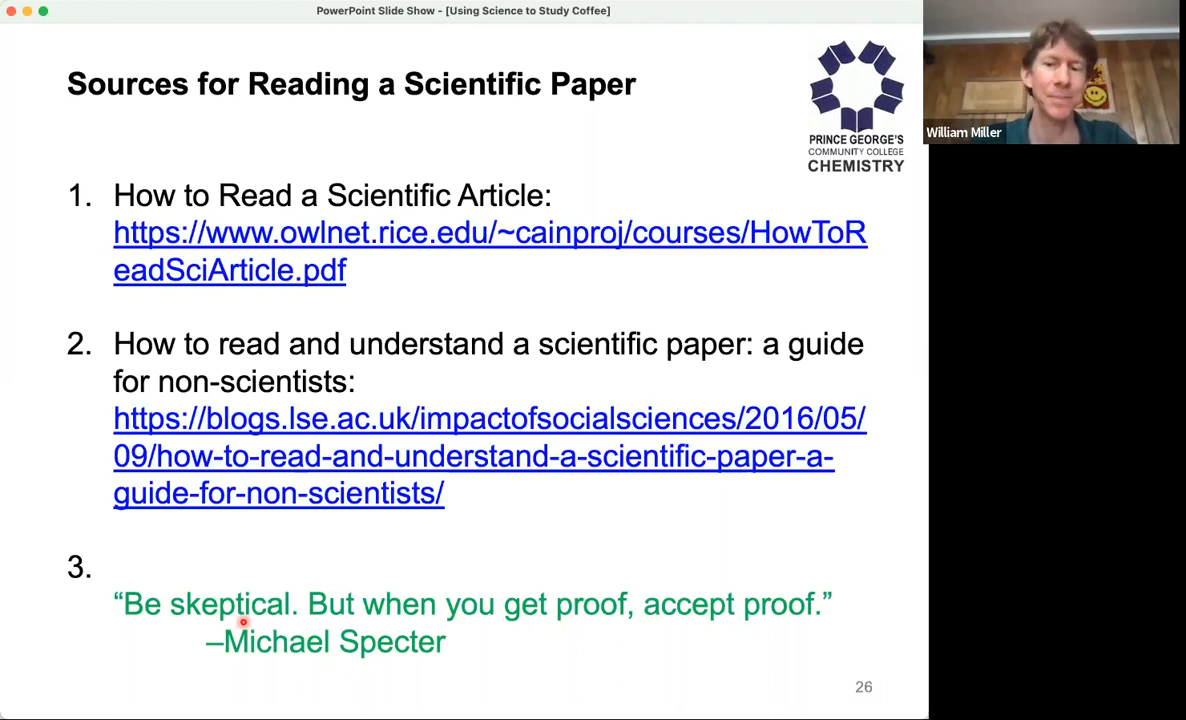 PowerPoint Slide Show - [Using Science to Study Coffee]
Sources for Reading a Scientific Paper
PRINCE GEORGE'S
COMMUNITY COLLEGE
CHEMISTRY
William Miller
1. How to Read a Scientific Article:
https://www.owlnet.rice.edu/~cainproj/courses/HowToR
eadSciArticle.pdf
2. How to read and understand a scientific paper: a guide
for non-scientists:
https://blogs.lse.ac.uk/impactofsocialsciences/2016/05/
09/how-to-read-and-understand-a-scientific-paper-a-
guide-for-non-scientists/
3.
“Be skeptical. But when you get proof, accept proof.”
–Michael Specter
26